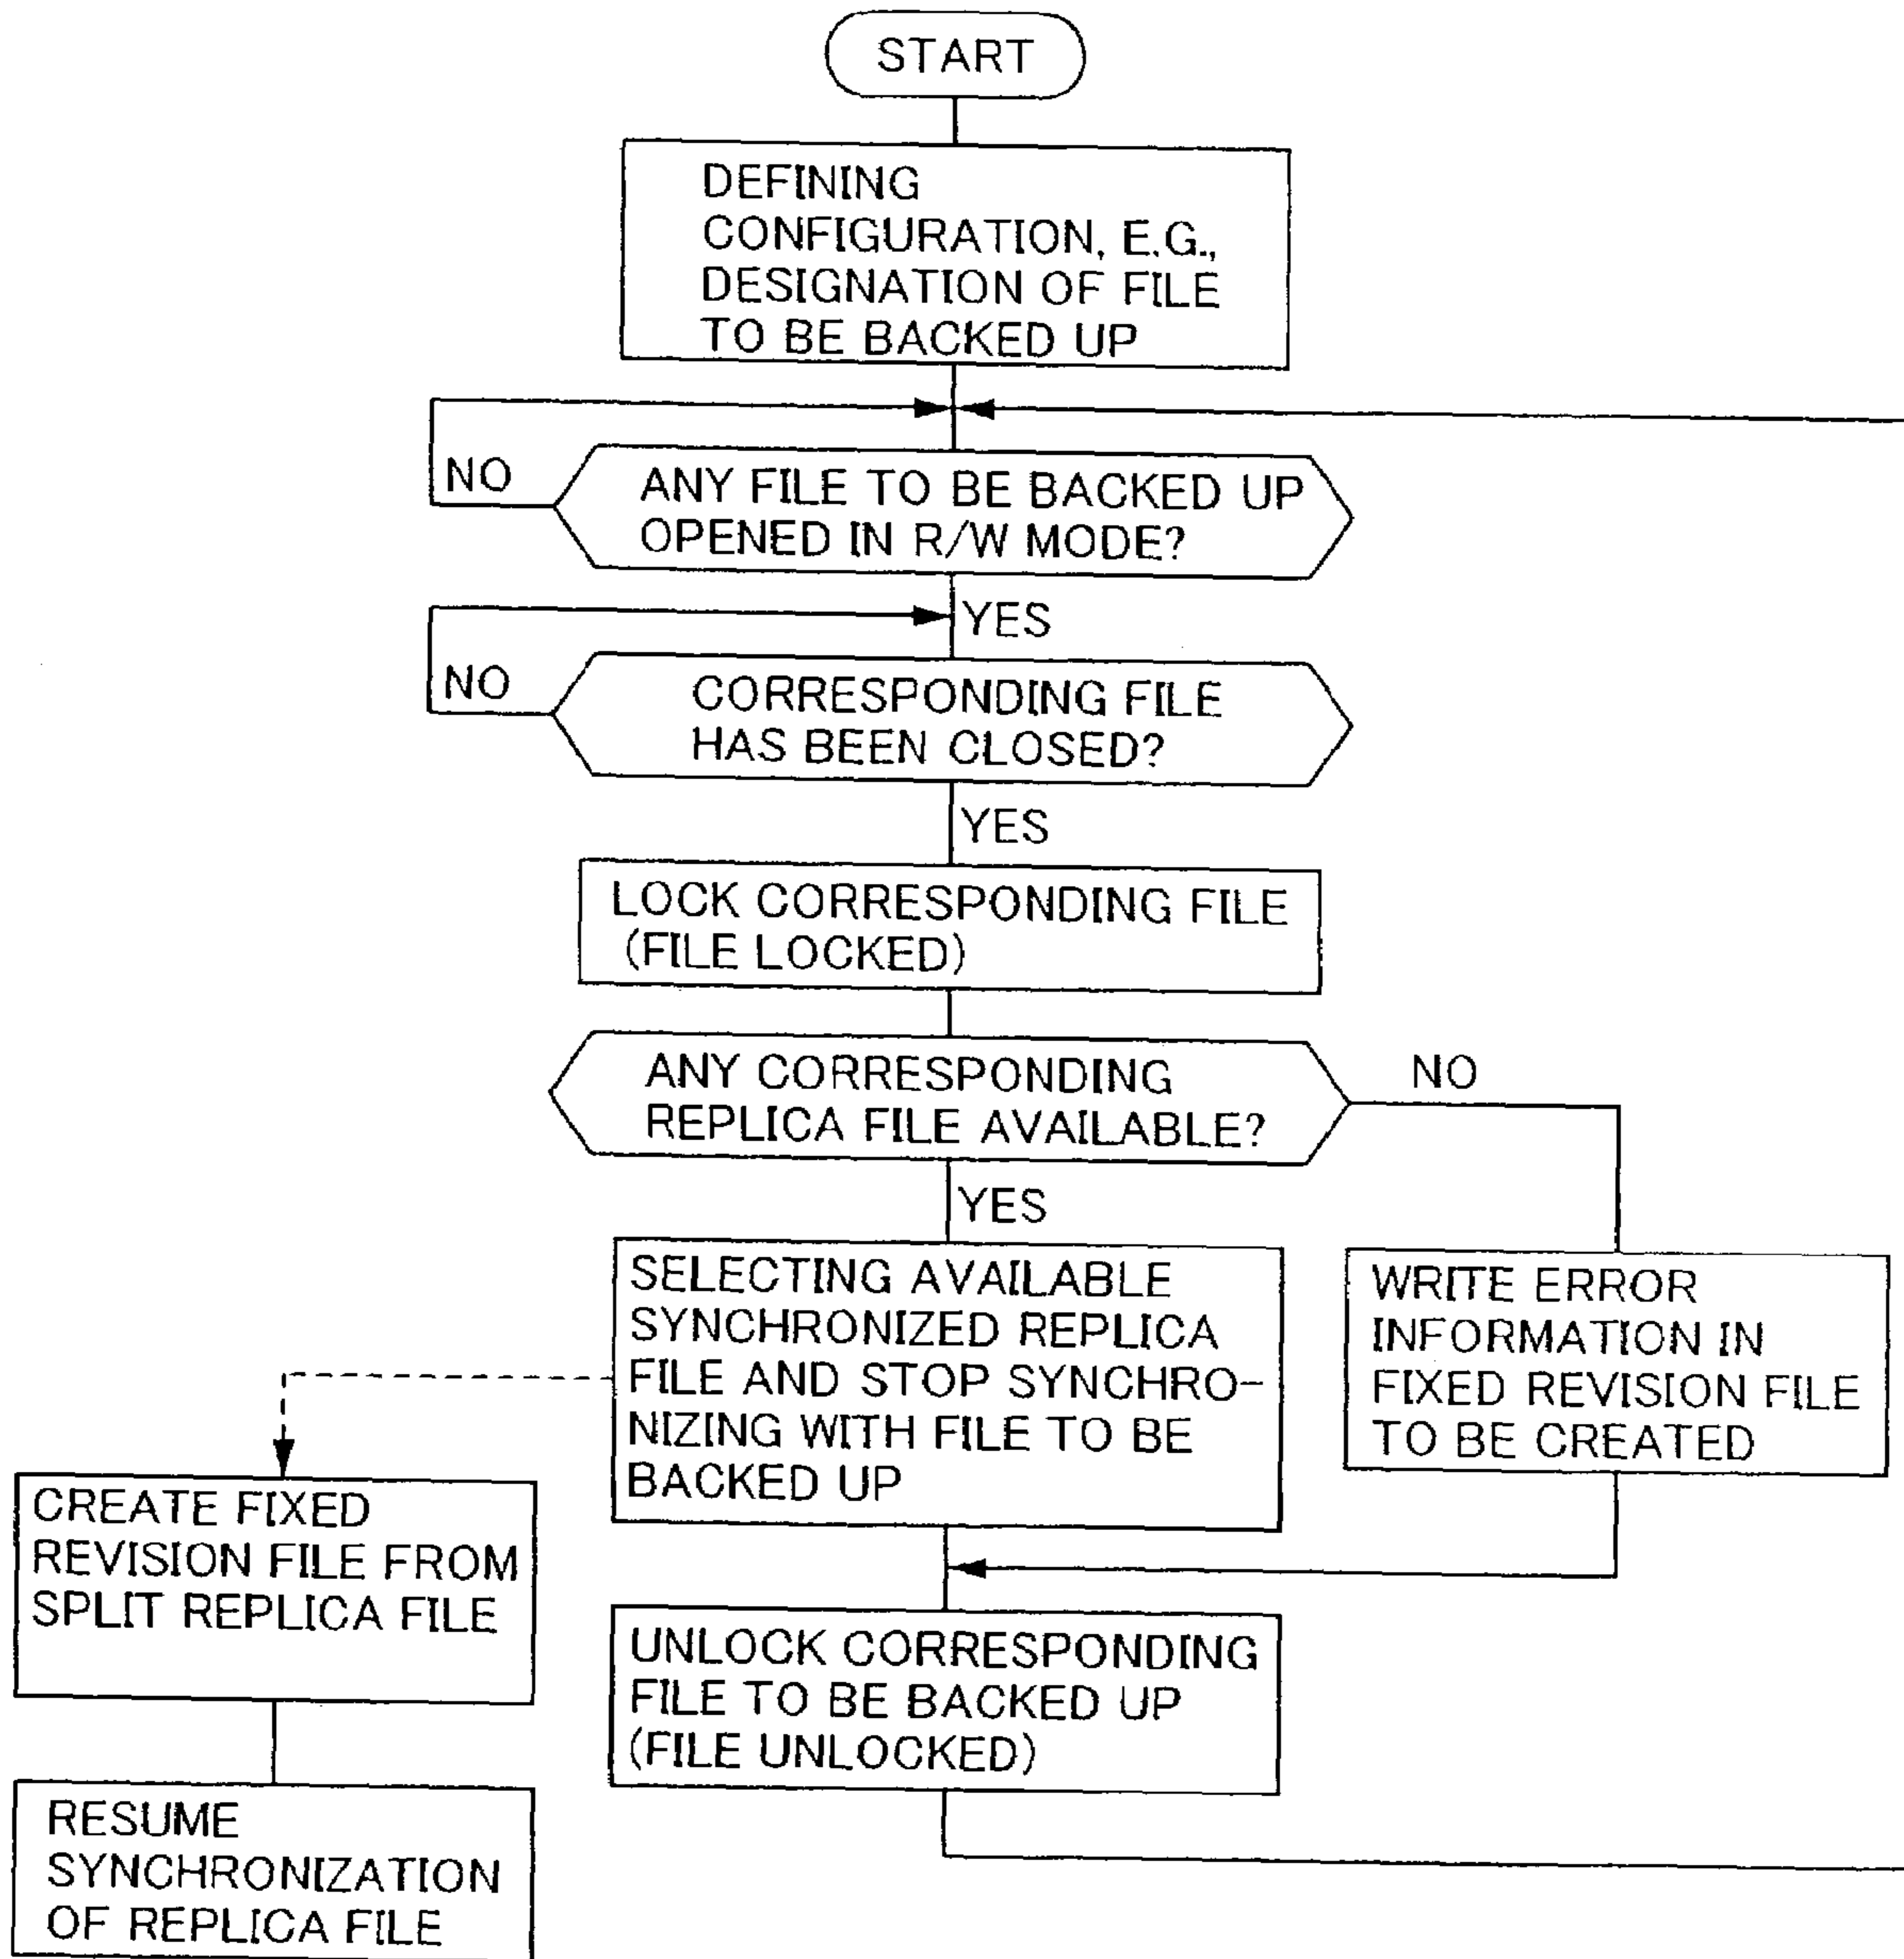 START
DEFINING
CONFIGURATION, E.G.,
DESIGNATION OF FILE
TO BE BACKED UP
NO
ANY FILE TO BE BACKED UP
OPENED IN R/W MODE?
YES
NO
CORRESPONDING FILE
HAS BEEN CLOSED?
YES
LOCK CORRESPONDING FILE
(FILE LOCKED)
ANY CORRESPONDING
REPLICA FILE AVAILABLE?
NO
YES
SELECTING AVAILABLE
SYNCHRONIZED REPLICA
FILE AND STOP SYNCHRO-
NIZING WITH FILE TO BE
BACKED UP
WRITE ERROR
INFORMATION IN
FIXED REVISION FILE
TO BE CREATED
CREATE FIXED
REVISION FILE FROM
SPLIT REPLICA FILE
UNLOCK CORRESPONDING
FILE TO BE BACKED UP
(FILE UNLOCKED)
RESUME
SYNCHRONIZATION
OF REPLICA FILE